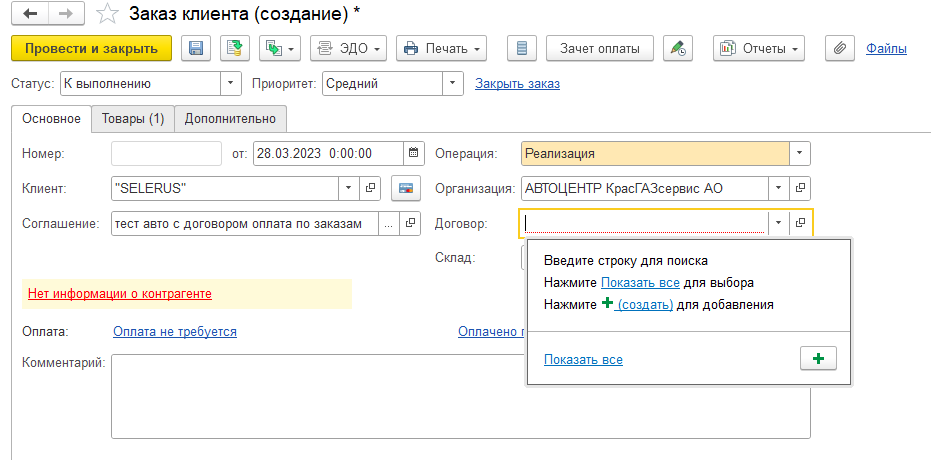 Заказ клиента (создание) *
Провести и закрыть ЭДО Печать Зачет оплаты Отчеты Файлы
Статус: К выполнению Приоритет: Средний Закрыть заказ
Основное Товары (1) Дополнительно
Номер: от: 28.03.2023 0:00:00 Операция: Реализация
Клиент: "SELERUS" Организация: АВТОЦЕНТР КрасГАЗсервис АО
Соглашение: тест авто с договором оплата по заказам ... Договор:
Склад:
Введите строку для поиска
Нажмите Показать все для выбора
Нажмите + (создать) для добавления
Показать все
Нет информации о контрагенте
Оплата: Оплата не требуется Оплачено
Комментарий: